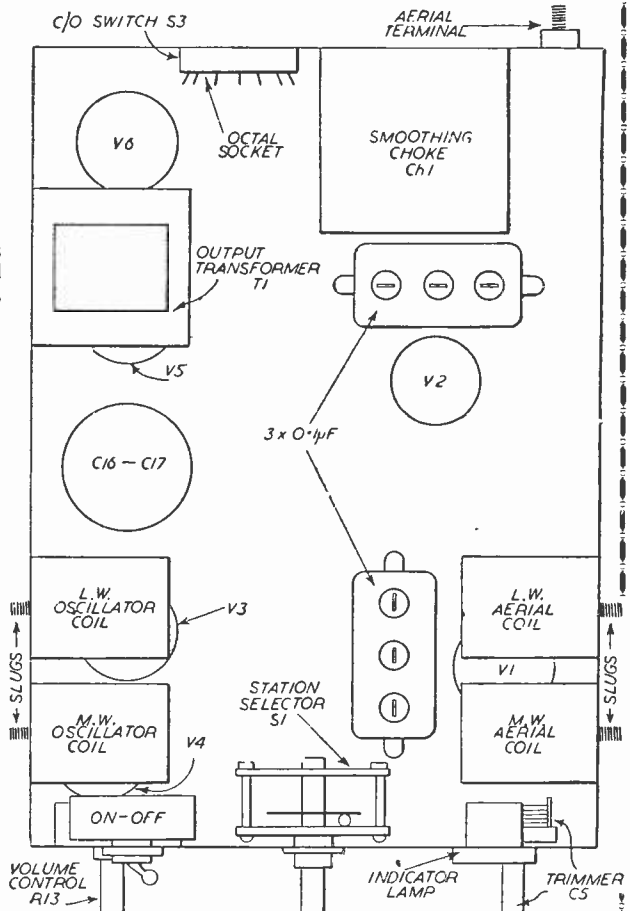 C/O SWITCH S3
AERIAL
TERMINAL
OCTAL
SOCKET
V6
SMOOTHING
CHOKE
Ch1
OUTPUT
TRANSFORMER
T1
V5
V2
3 x 0·1µF
C16 – C17
L.W.
OSCILLATOR
COIL
V3
L.W.
AERIAL
COIL
SLUGS
V1
SLUGS
STATION
SELECTOR
S1
M.W.
OSCILLATOR
COIL
V4
M.W.
AERIAL
COIL
ON-OFF
VOLUME
CONTROL
R13
INDICATOR
LAMP
TRIMMER
C5